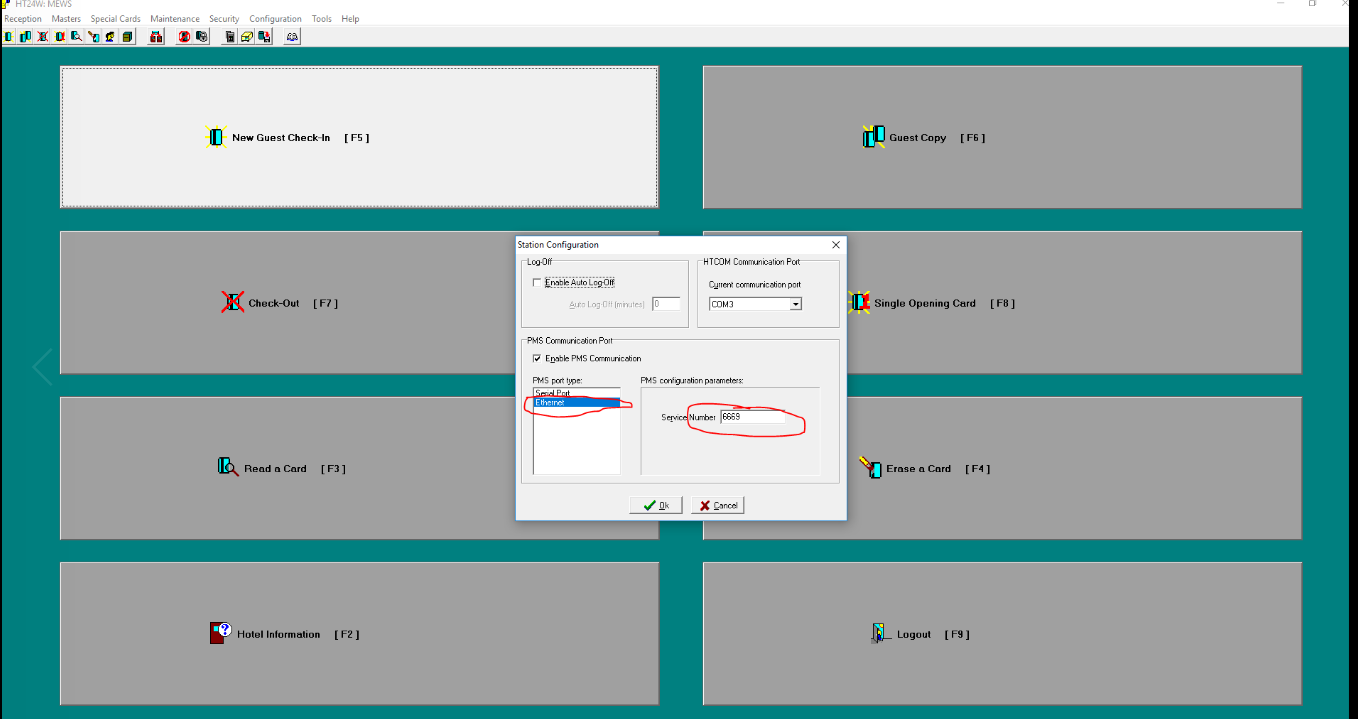 HT24W: MEWS
Reception Masters Special Cards Maintenance Security Configuration Tools Help
New Guest Check-In [ F5 ]
Guest Copy [ F6 ]
Station Configuration
Log-Off
Enable Auto Log-Off
Auto Log-Off (minutes) 0
HTCOM Communication Port
Current communication port
COM3
Check-Out [ F7 ]
Single Opening Card [ F8 ]
PMS Communication Port
Enable PMS Communication
PMS port type:
Serial Port
Ethernet
PMS configuration parameters:
Service Number 6669
Ok Cancel
Read a Card [ F3 ]
Erase a Card [ F4 ]
Hotel Information [ F2 ]
Logout [ F9 ]